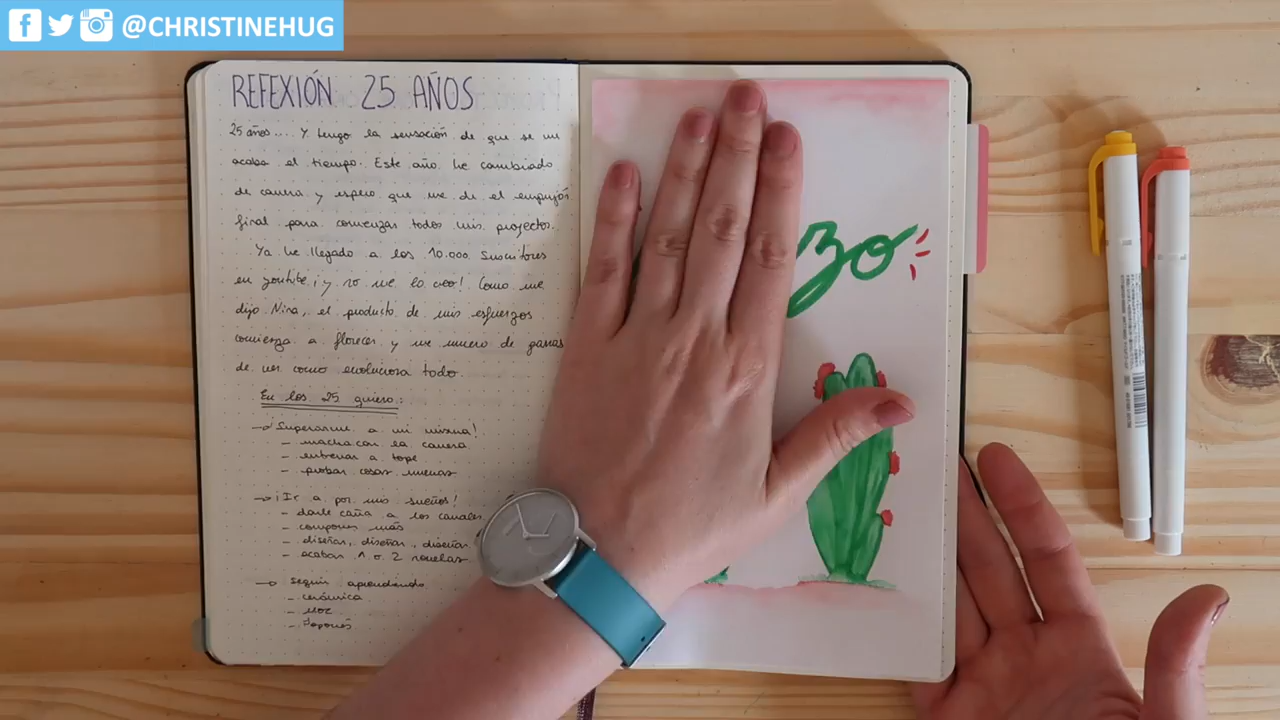 @CHRISTINEHUG
REFEXIÓN 25 AÑOS
25 años.... Y tengo la sensación de que se me
acaba el tiempo. Este año he cambiado
de carrera y espero que me dé el empujón
final para comenzar todos mis proyectos.
Ya he llegado a los 10.000 suscritores
en youtube ¡y no me lo creo! Como me
dijo Nira, el producto de mis esfuerzos
comienza a florecer y me muero de ganas
de ver como evoluciona todo.
En los 25 quiero:
→ Superarme a mi misma!
- machacar la carrera
- entrenar a tope
- probar cosas nuevas
→ ¡Ir a por mis sueños!
- darle caña a los canales
- componer más
- diseñar, diseñar, diseñar
- acabar 1 o 2 novelas
→ seguir aprendiendo
- cerámica
- voz
- Japonés
zo